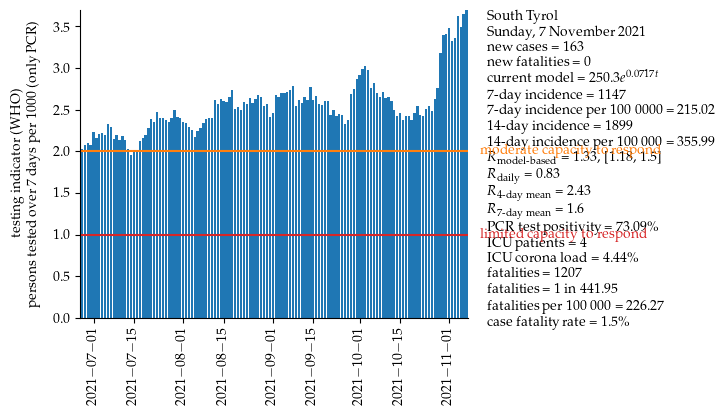 testing indicator (WHO)
persons tested over 7 days per 1000 (only PCR)
3.5
3.0
2.5
2.0
1.5
1.0
0.5
0.0
2021−07−01
2021−07−15
2021−08−01
2021−08−15
2021−09−01
2021−09−15
2021−10−01
2021−10−15
2021−11−01
South Tyrol
Sunday, 7 November 2021
new cases = 163
new fatalities = 0
current model = 250.3e^0.0717t
7-day incidence = 1147
7-day incidence per 100 0000 = 215.02
14-day incidence = 1899
14-day incidence per 100 000 = 355.99
moderate capacity to respond
R model-based = 1.33, [1.18, 1.5]
R daily = 0.83
R 4-day mean = 2.43
R 7-day mean = 1.6
PCR test positivity = 73.09%
limited capacity to respond
ICU patients = 4
ICU corona load = 4.44%
fatalities = 1207
fatalities = 1 in 441.95
fatalities per 100 000 = 226.27
case fatality rate = 1.5%